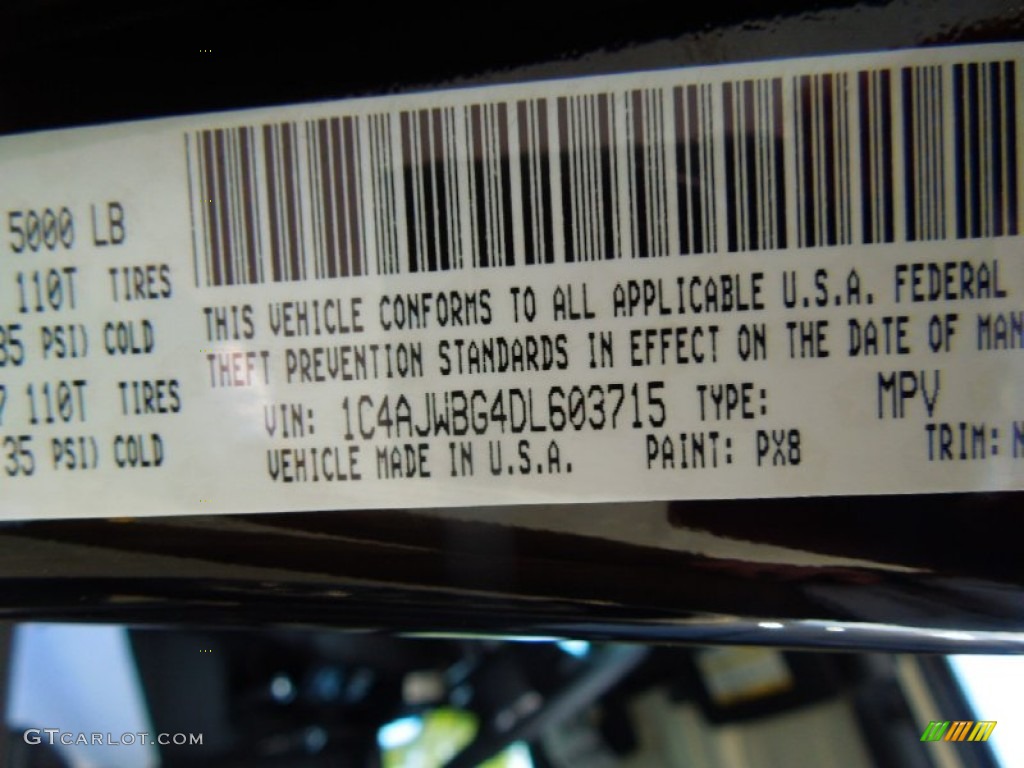 5000 LB
110T TIRES
35 PSI) COLD
7 110T TIRES
35 PSI) COLD
THIS VEHICLE CONFORMS TO ALL APPLICABLE U.S.A. FEDERAL
THEFT PREVENTION STANDARDS IN EFFECT ON THE DATE OF MAN
VIN: 1C4AJWBG4DL603715 TYPE: MPV
VEHICLE MADE IN U.S.A. PAINT: PX8 TRIM: N
GTCARLOT.COM